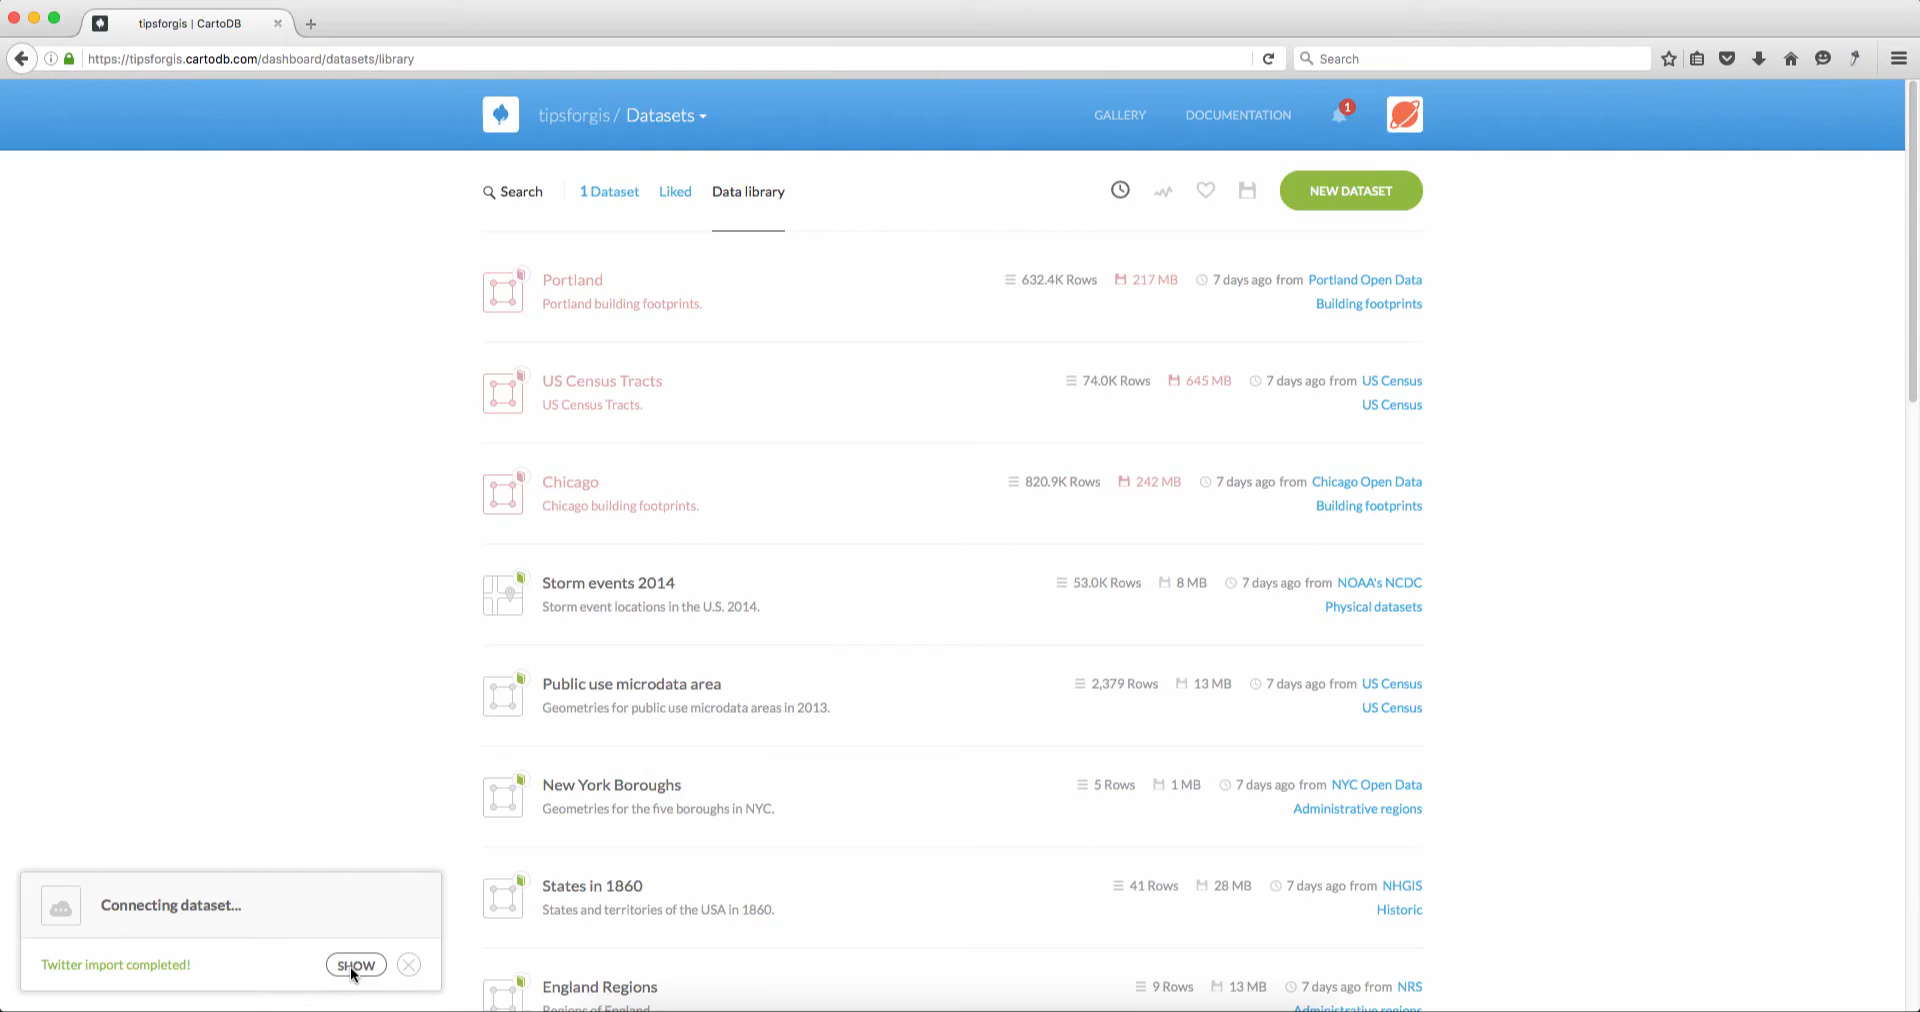 tipsforgis | CartoDB
https://tipsforgis.cartodb.com/dashboard/datasets/library
Search
tipsforgis / Datasets
GALLERY
DOCUMENTATION
1
Search
1 Dataset
Liked
Data library
NEW DATASET
Portland
632.4K Rows
217 MB
7 days ago from Portland Open Data
Portland building footprints.
Building footprints
US Census Tracts
74.0K Rows
645 MB
7 days ago from US Census
US Census Tracts.
US Census
Chicago
820.9K Rows
242 MB
7 days ago from Chicago Open Data
Chicago building footprints.
Building footprints
Storm events 2014
53.0K Rows
8 MB
7 days ago from NOAA's NCDC
Storm event locations in the U.S. 2014.
Physical datasets
Public use microdata area
2,379 Rows
13 MB
7 days ago from US Census
Geometries for public use microdata areas in 2013.
US Census
New York Boroughs
5 Rows
1 MB
7 days ago from NYC Open Data
Geometries for the five boroughs in NYC.
Administrative regions
States in 1860
41 Rows
28 MB
7 days ago from NHGIS
States and territories of the USA in 1860.
Historic
England Regions
9 Rows
13 MB
7 days ago from NRS
Regions of England
Administrative regions
Connecting dataset...
Twitter import completed!
SHOW